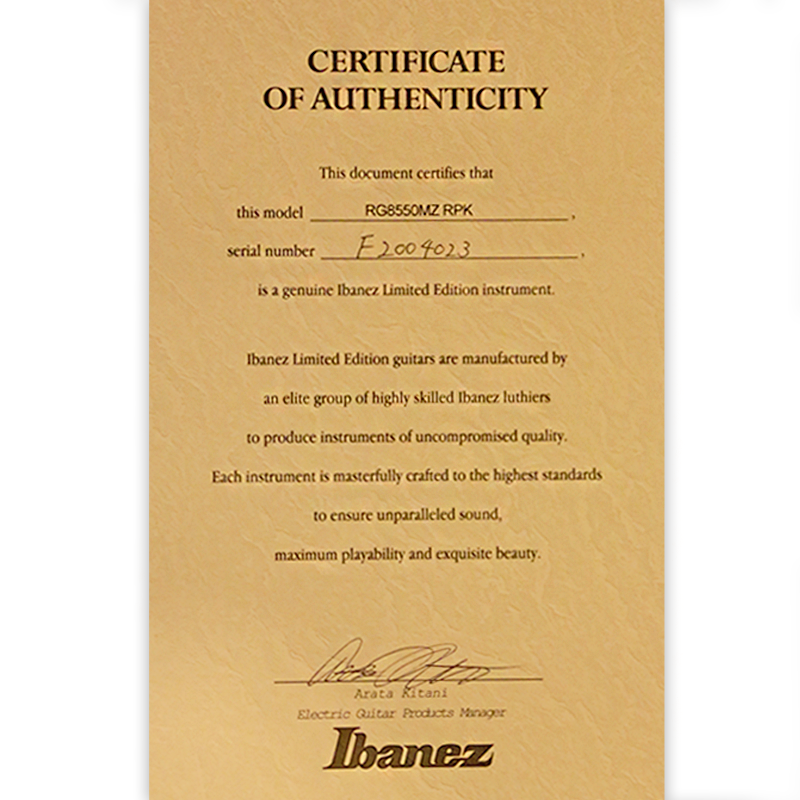 CERTIFICATE
OF AUTHENTICITY
This document certifies that
this model RG8550MZ RPK,
serial number F2004023,
is a genuine Ibanez Limited Edition instrument.
Ibanez Limited Edition guitars are manufactured by
an elite group of highly skilled Ibanez luthiers
to produce instruments of uncompromised quality.
Each instrument is masterfully crafted to the highest standards
to ensure unparalleled sound,
maximum playability and exquisite beauty.
Arata Kitani
Electric Guitar Products Manager
Ibanez